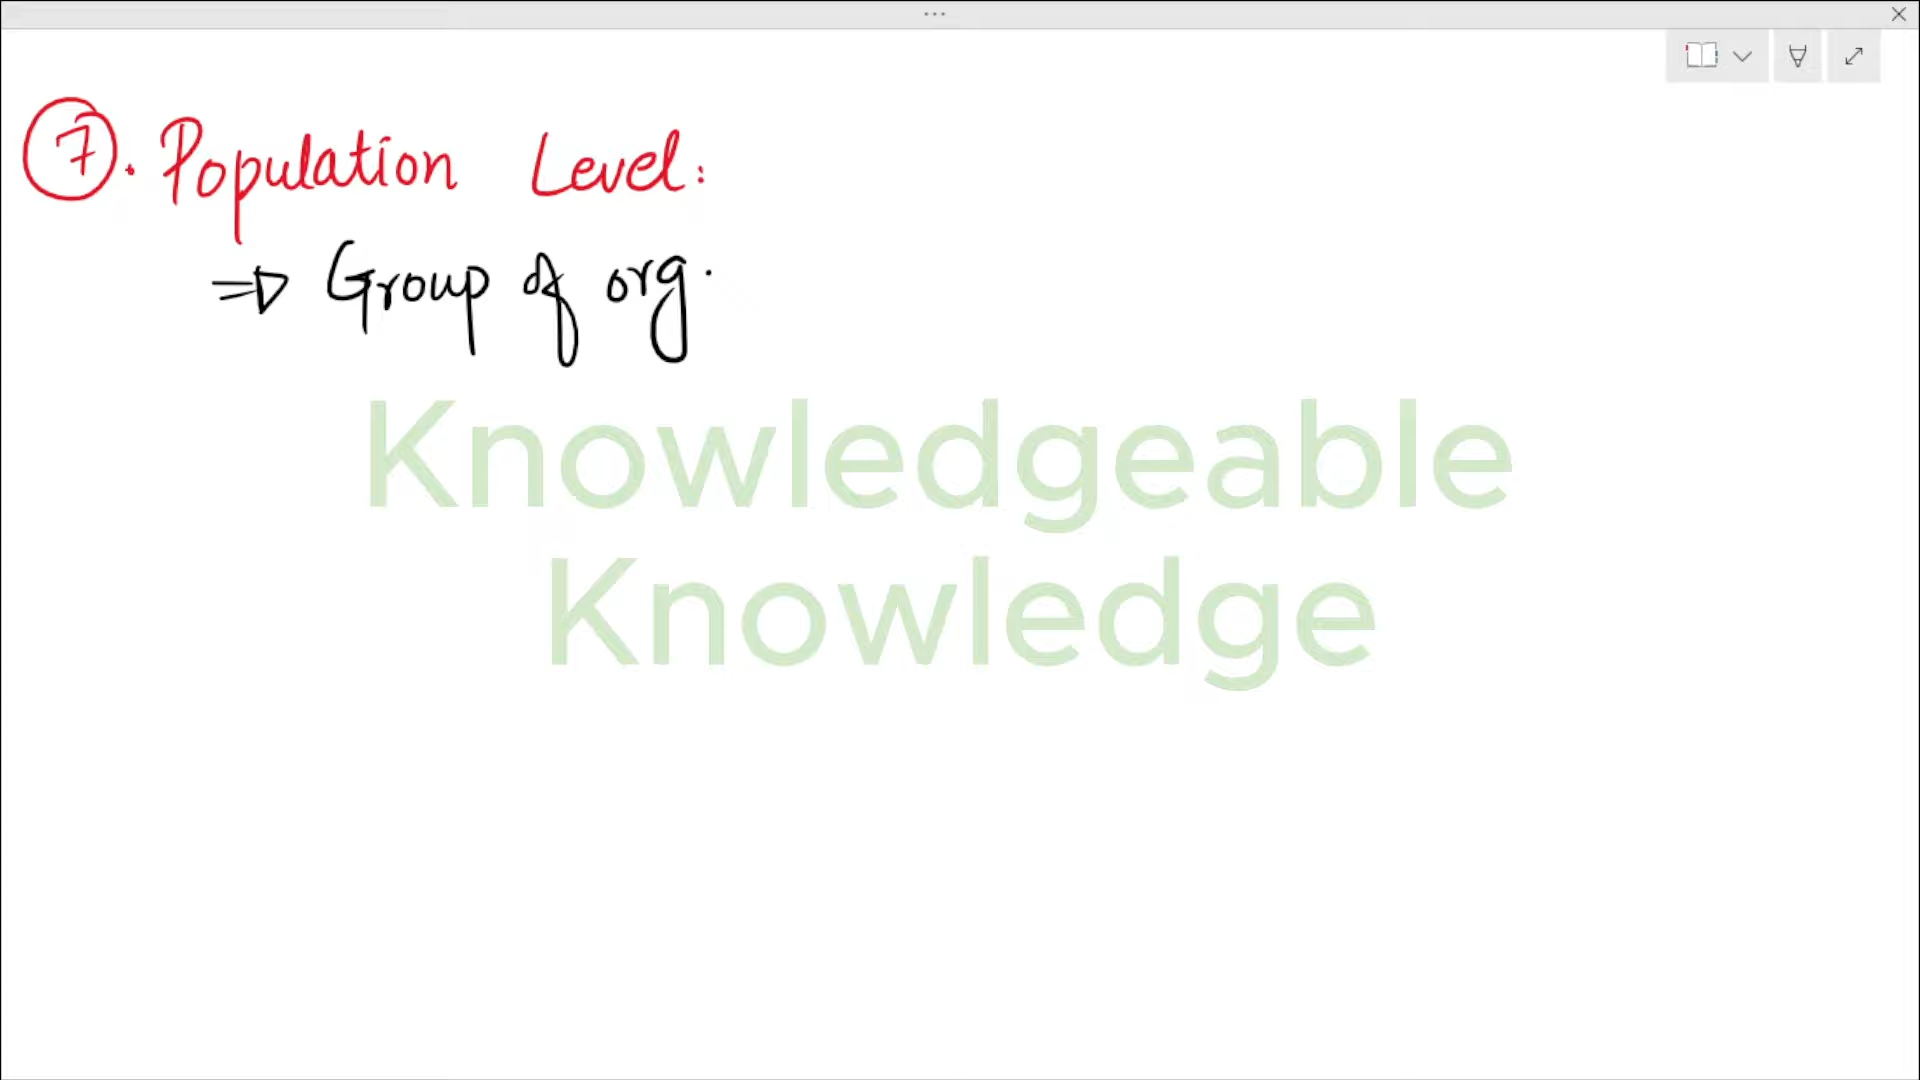 7. Population Level:
⇒ Group of org.
Knowledgeable
Knowledge